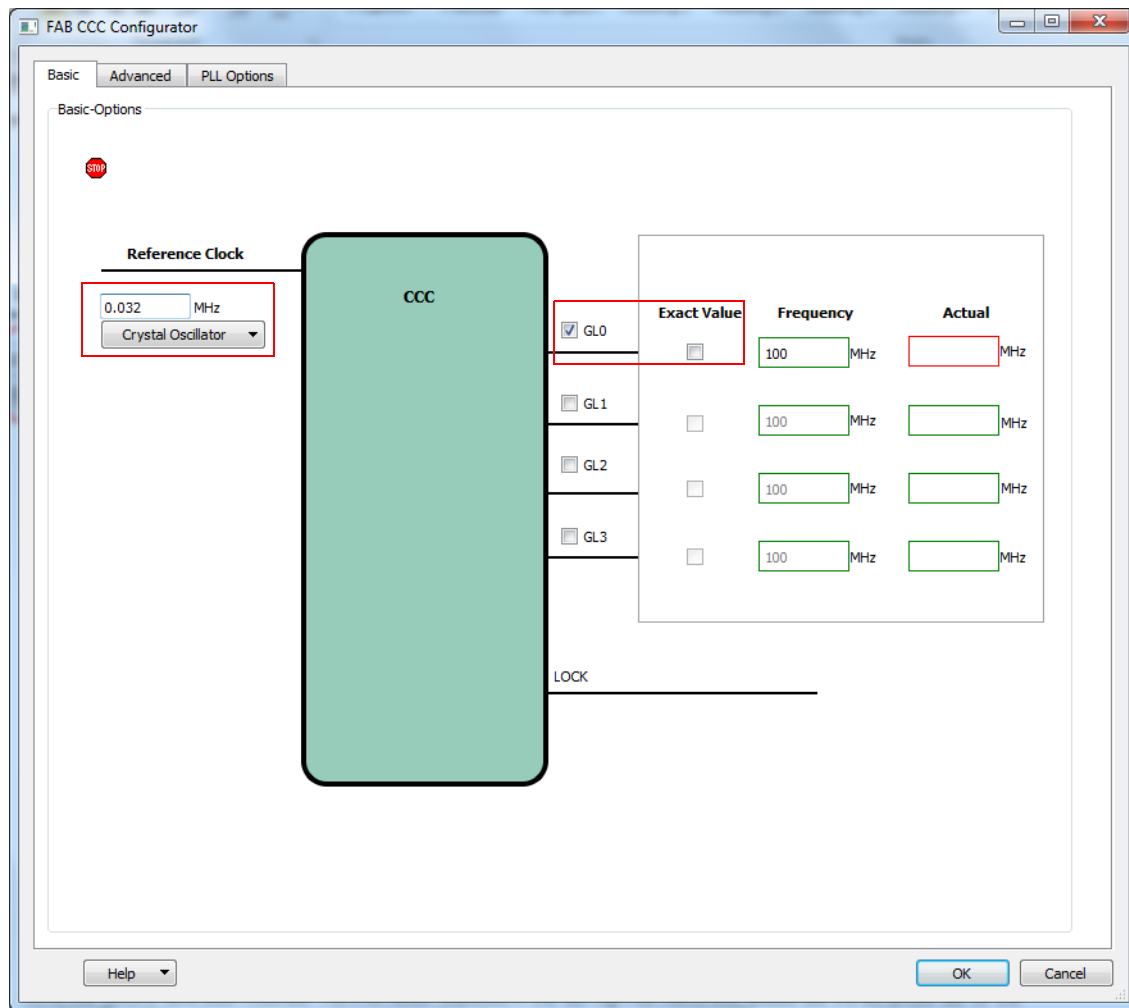 FAB CCC Configurator
Basic Advanced PLL Options
Basic-Options
STOP
Reference Clock
0.032 MHz
Crystal Oscillator
CCC
Exact Value Frequency Actual
GL0 100 MHz MHz
GL1 100 MHz MHz
GL2 100 MHz MHz
GL3 100 MHz MHz
LOCK
Help OK Cancel